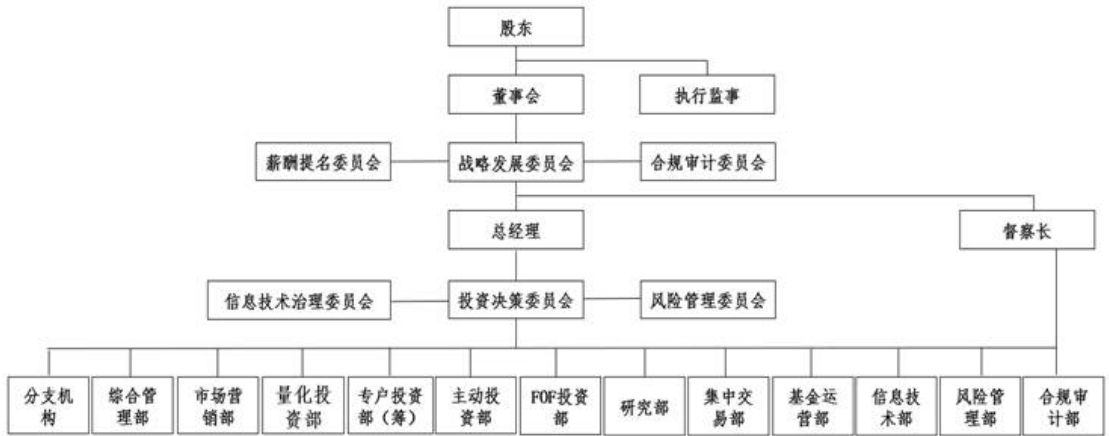 股东
董事会
执行监事
薪酬提名委员会
战略发展委员会
合规审计委员会
总经理
督察长
信息技术治理委员会
投资决策委员会
风险管理委员会
分支机
构
综合管
理部
市场营
销部
量化投
资部
专户投资
部（筹）
主动投
资部
FOF投资
部
研究部
集中交
易部
基金运
营部
信息技
术部
风险管
理部
合规审
计部